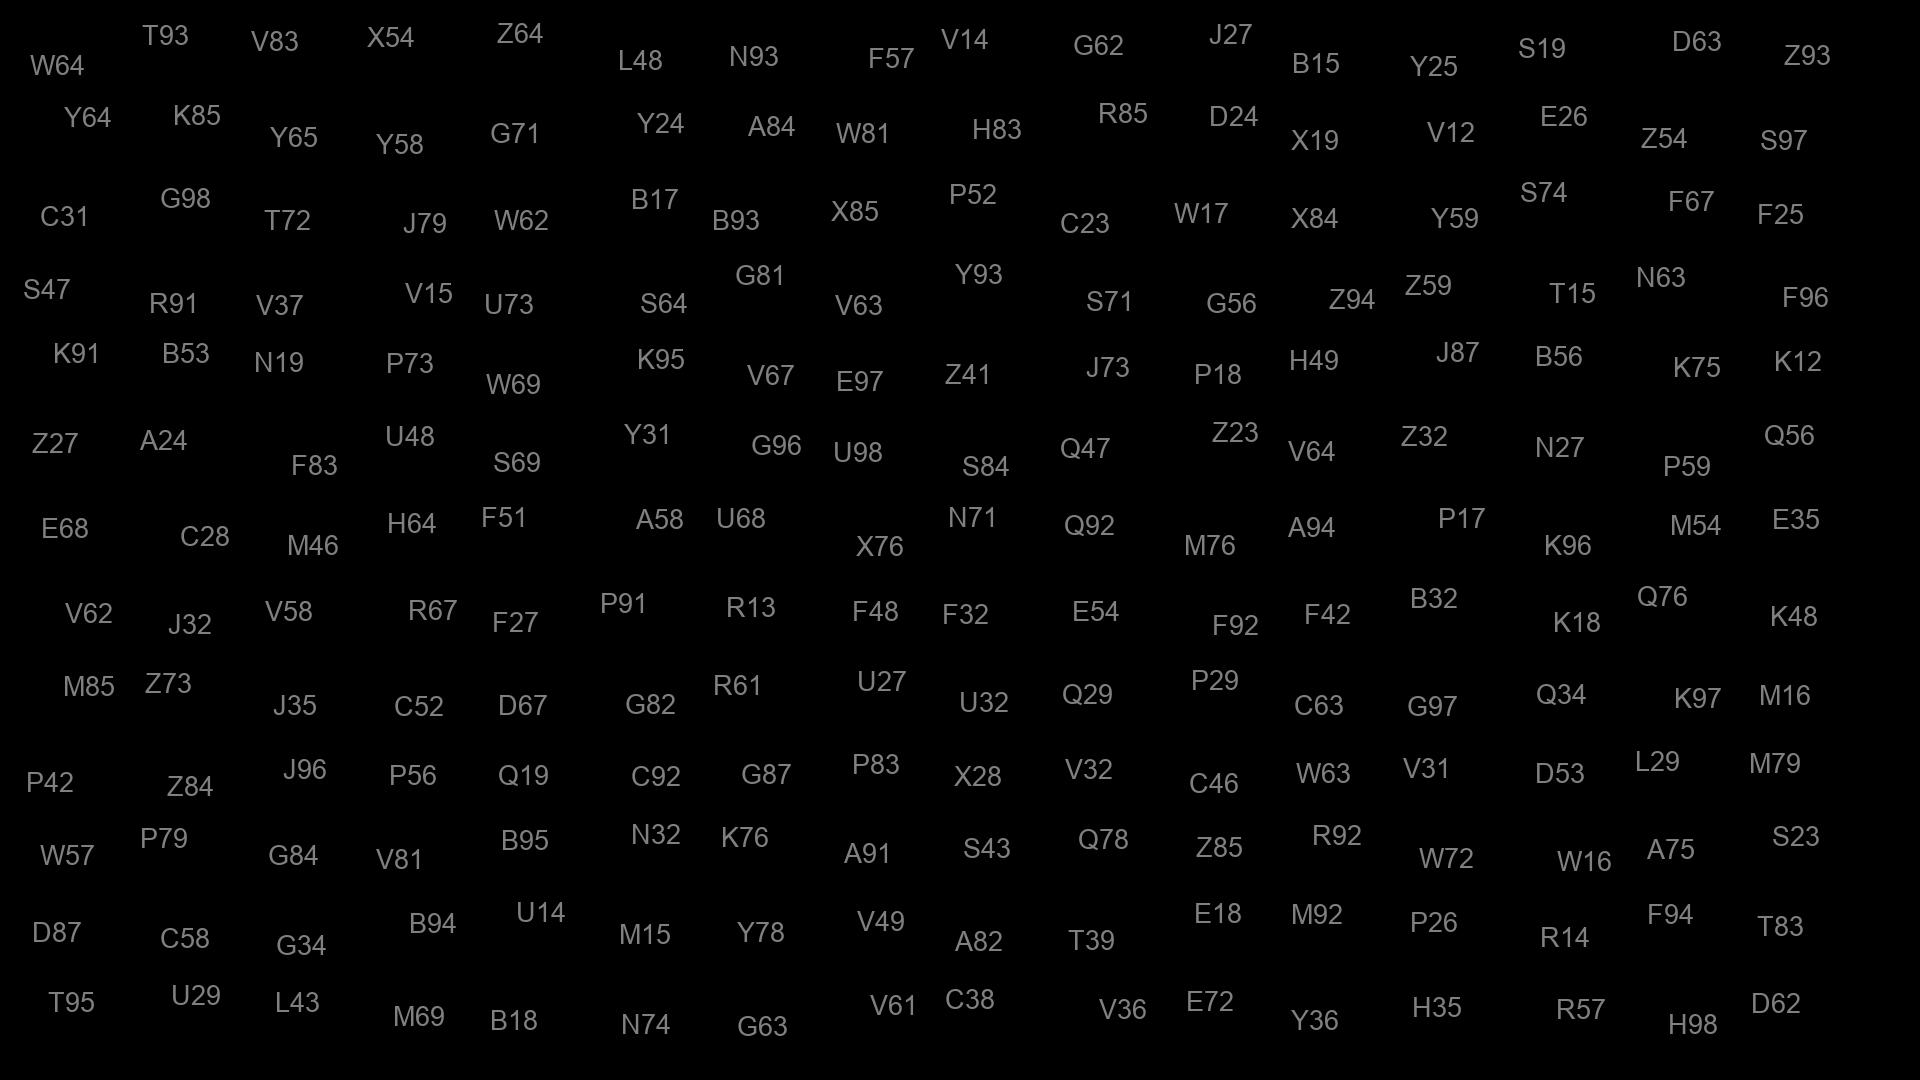 W64 T93 V83 X54 Z64 L48 N93 F57 V14 G62 J27 B15 Y25 S19 D63 Z93
Y64 K85 Y65 Y58 G71 Y24 A84 W81 H83 R85 D24 X19 V12 E26 Z54 S97
C31 G98 T72 J79 W62 B17 B93 X85 P52 C23 W17 X84 Y59 S74 F67 F25
S47 R91 V37 V15 U73 S64 G81 V63 Y93 S71 G56 Z94 Z59 T15 N63 F96
K91 B53 N19 P73 W69 K95 V67 E97 Z41 J73 P18 H49 J87 B56 K75 K12
Z27 A24 F83 U48 S69 Y31 G96 U98 S84 Q47 Z23 V64 Z32 N27 P59 Q56
E68 C28 M46 H64 F51 A58 U68 X76 N71 Q92 M76 A94 P17 K96 M54 E35
V62 J32 V58 R67 F27 P91 R13 F48 F32 E54 F92 F42 B32 K18 Q76 K48
M85 Z73 J35 C52 D67 G82 R61 U27 U32 Q29 P29 C63 G97 Q34 K97 M16
P42 Z84 J96 P56 Q19 C92 G87 P83 X28 V32 C46 W63 V31 D53 L29 M79
W57 P79 G84 V81 B95 N32 K76 A91 S43 Q78 Z85 R92 W72 W16 A75 S23
D87 C58 G34 B94 U14 M15 Y78 V49 A82 T39 E18 M92 P26 R14 F94 T83
T95 U29 L43 M69 B18 N74 G63 V61 C38 V36 E72 Y36 H35 R57 H98 D62